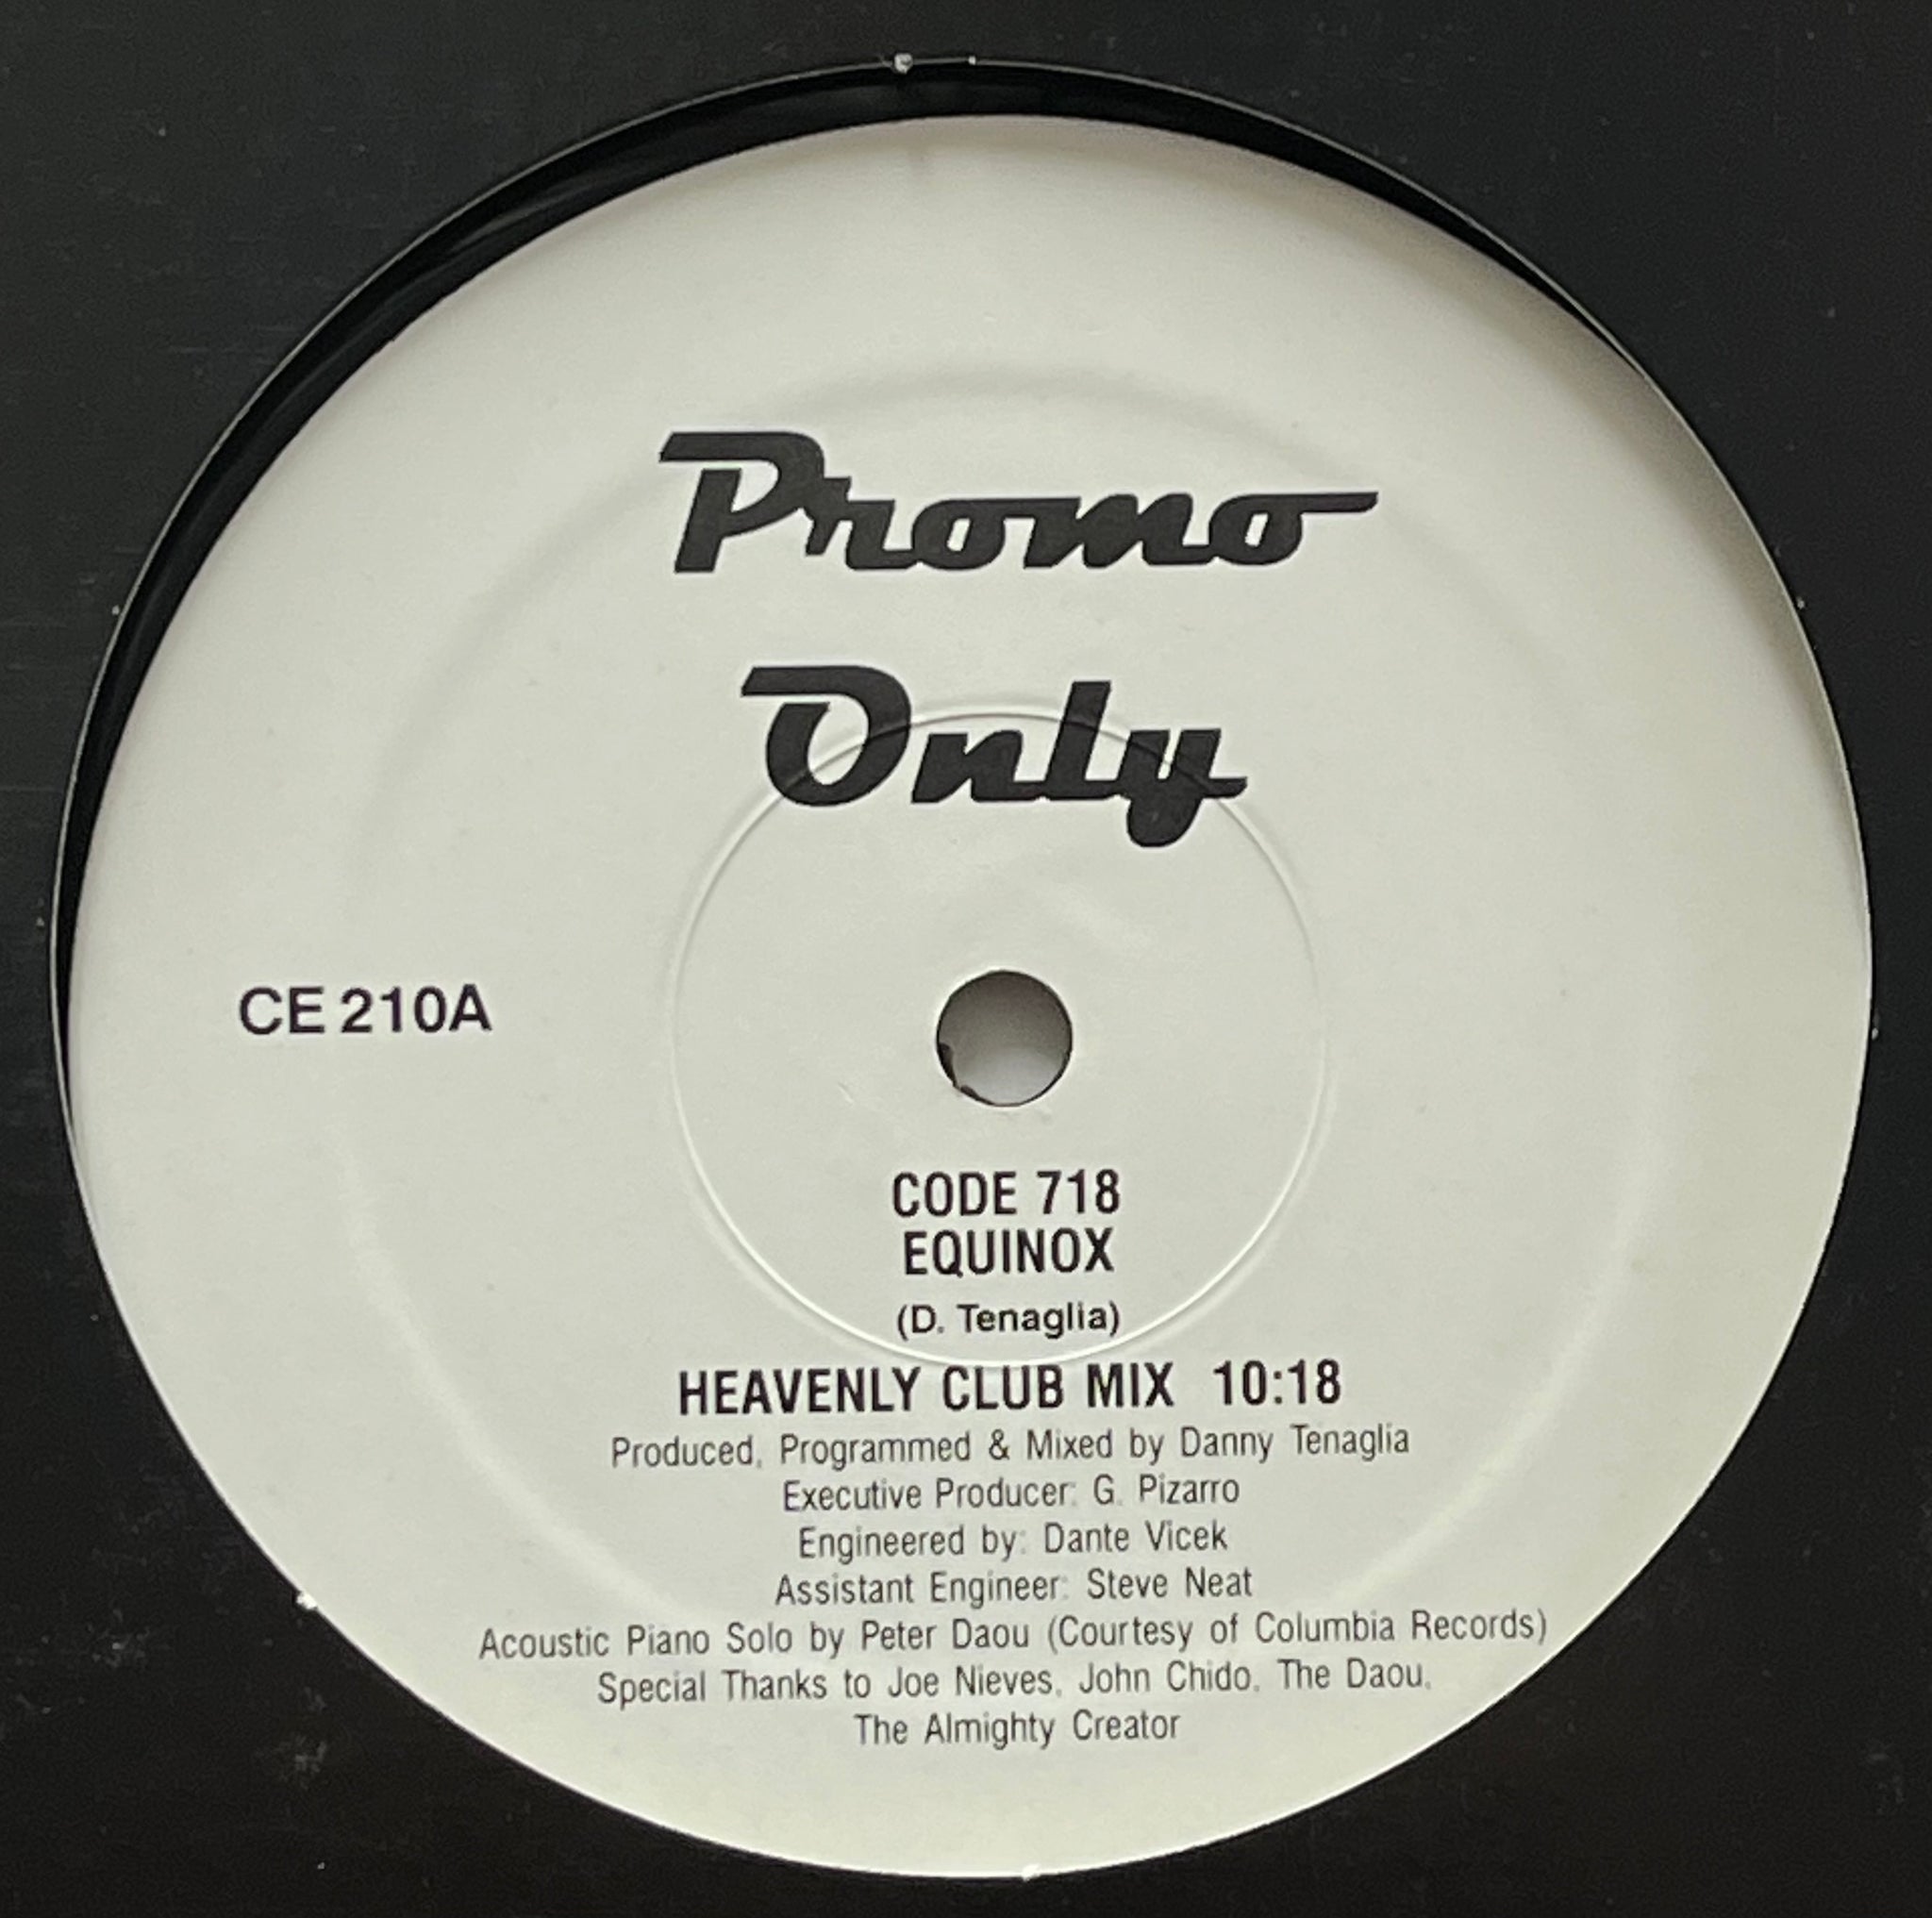 Promo
Only
CE 210A
CODE 718
EQUINOX
(D. Tenaglia)
HEAVENLY CLUB MIX 10:18
Produced, Programmed & Mixed by Danny Tenaglia
Executive Producer: G. Pizarro
Engineered by: Dante Vicek
Assistant Engineer: Steve Neat
Acoustic Piano Solo by Peter Daou (Courtesy of Columbia Records)
Special Thanks to Joe Nieves, John Chido, The Daou,
The Almighty Creator